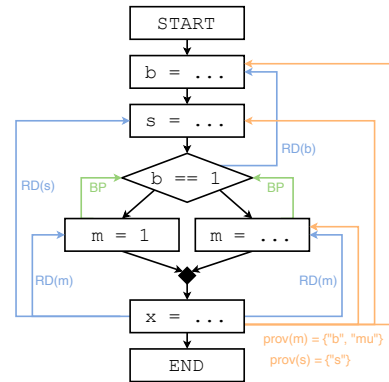 START
b = ...
s = ...
RD(b)
b == 1
RD(s)
BP
BP
m = 1
m = ...
RD(m)
RD(m)
x = ...
prov(m) = {"b", "mu"}
prov(s) = {"s"}
END